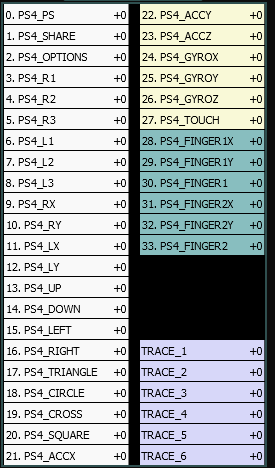 0. PS4_PS +0
1. PS4_SHARE +0
2. PS4_OPTIONS +0
3. PS4_R1 +0
4. PS4_R2 +0
5. PS4_R3 +0
6. PS4_L1 +0
7. PS4_L2 +0
8. PS4_L3 +0
9. PS4_RX +0
10. PS4_RY +0
11. PS4_LX +0
12. PS4_LY +0
13. PS4_UP +0
14. PS4_DOWN +0
15. PS4_LEFT +0
16. PS4_RIGHT +0
17. PS4_TRIANGLE +0
18. PS4_CIRCLE +0
19. PS4_CROSS +0
20. PS4_SQUARE +0
21. PS4_ACCX +0
22. PS4_ACCY +0
23. PS4_ACCZ +0
24. PS4_GYROX +0
25. PS4_GYROY +0
26. PS4_GYROZ +0
27. PS4_TOUCH +0
28. PS4_FINGER1X +0
29. PS4_FINGER1Y +0
30. PS4_FINGER1 +0
31. PS4_FINGER2X +0
32. PS4_FINGER2Y +0
33. PS4_FINGER2 +0
TRACE_1 +0
TRACE_2 +0
TRACE_3 +0
TRACE_4 +0
TRACE_5 +0
TRACE_6 +0